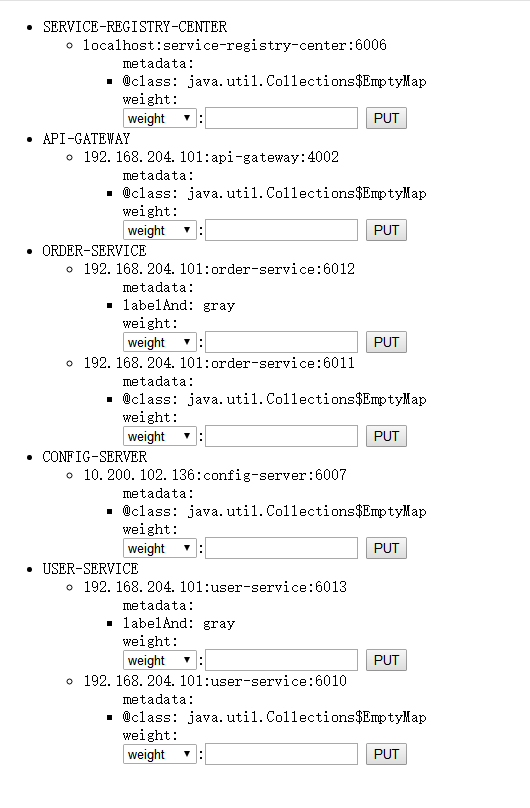 SERVICE-REGISTRY-CENTER
localhost:service-registry-center:6006
metadata:
@class: java.util.Collections$EmptyMap
weight:
weight : PUT
API-GATEWAY
192.168.204.101:api-gateway:4002
metadata:
@class: java.util.Collections$EmptyMap
weight:
weight : PUT
ORDER-SERVICE
192.168.204.101:order-service:6012
metadata:
labelAnd: gray
weight:
weight : PUT
192.168.204.101:order-service:6011
metadata:
@class: java.util.Collections$EmptyMap
weight:
weight : PUT
CONFIG-SERVER
10.200.102.136:config-server:6007
metadata:
@class: java.util.Collections$EmptyMap
weight:
weight : PUT
USER-SERVICE
192.168.204.101:user-service:6013
metadata:
labelAnd: gray
weight:
weight : PUT
192.168.204.101:user-service:6010
metadata:
@class: java.util.Collections$EmptyMap
weight:
weight : PUT